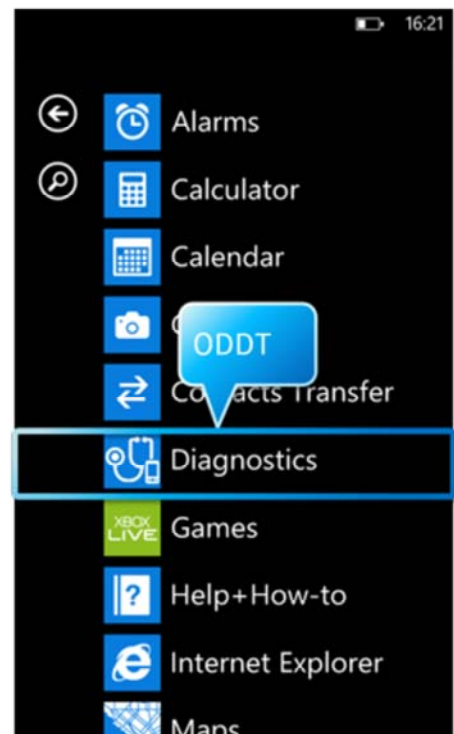 16:21
Alarms
Calculator
Calendar
ODDT
Contacts Transfer
Diagnostics
XBOX
LIVE
Games
Help+How-to
Internet Explorer
Maps